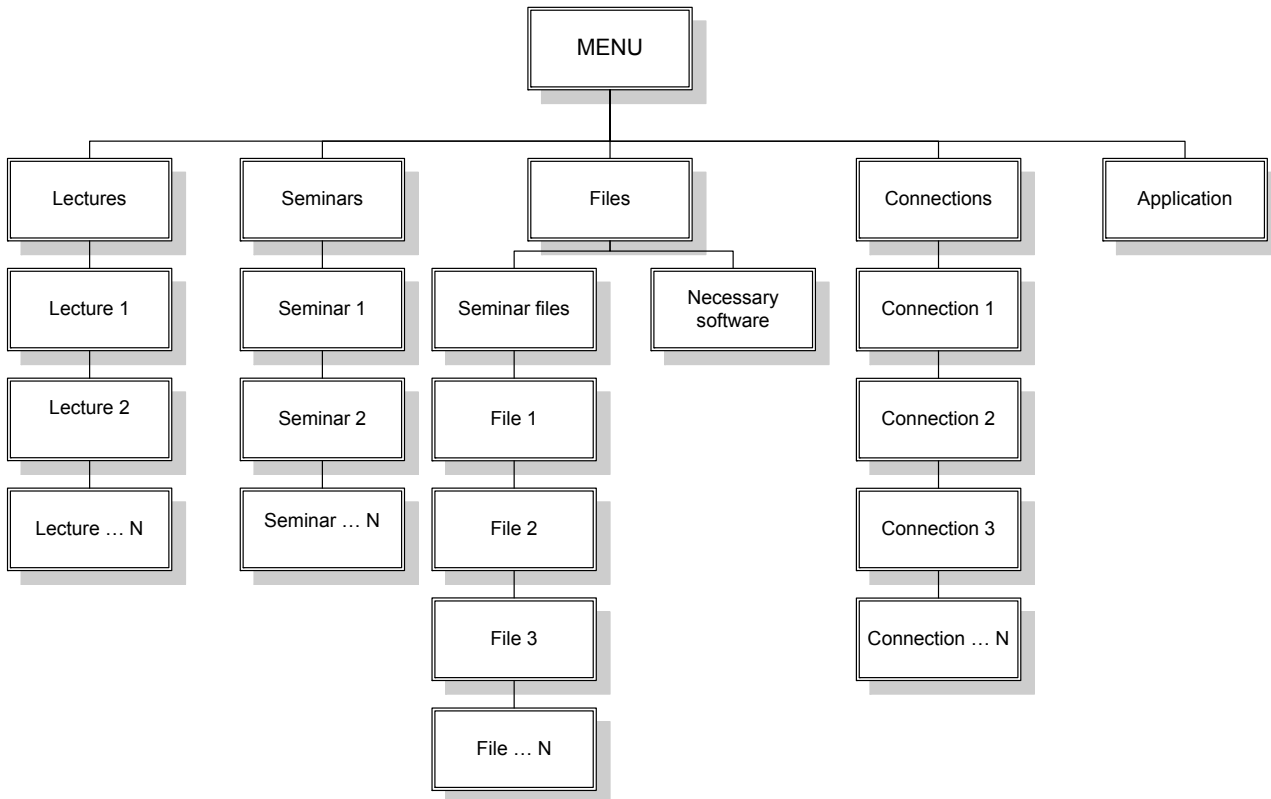 MENU
Lectures
Seminars
Files
Connections
Application
Lecture 1
Seminar 1
Seminar files
Necessary
software
Connection 1
Lecture 2
Seminar 2
File 1
Connection 2
Lecture … N
Seminar … N
File 2
Connection 3
File 3
Connection … N
File … N